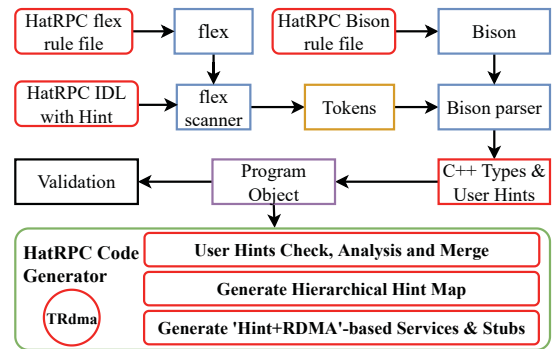 HatRPC flex
rule file
flex
HatRPC Bison
rule file
Bison
HatRPC IDL
with Hint
flex
scanner
Tokens
Bison parser
Validation
Program
Object
C++ Types &
User Hints
HatRPC Code
Generator
TRdma
User Hints Check, Analysis and Merge
Generate Hierarchical Hint Map
Generate 'Hint+RDMA'-based Services & Stubs